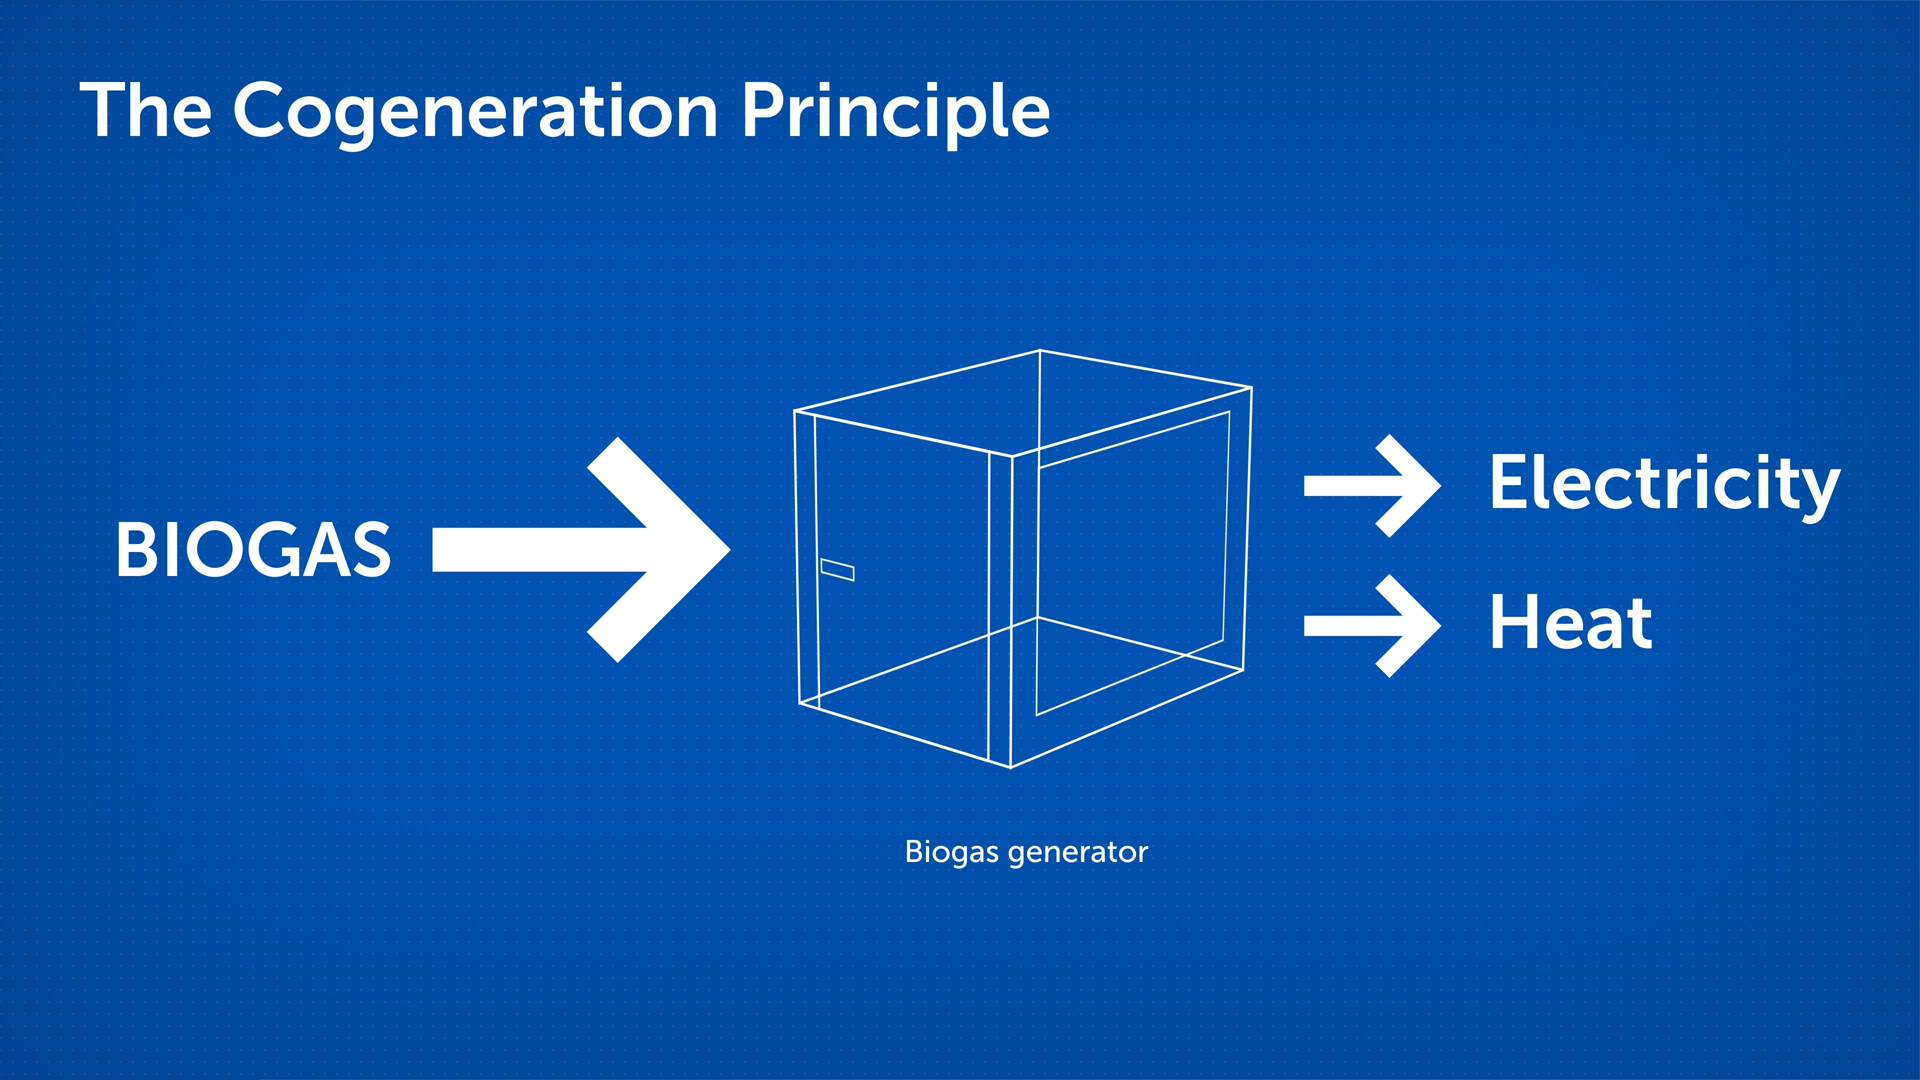 The Cogeneration Principle
BIOGAS
Electricity
Heat
Biogas generator